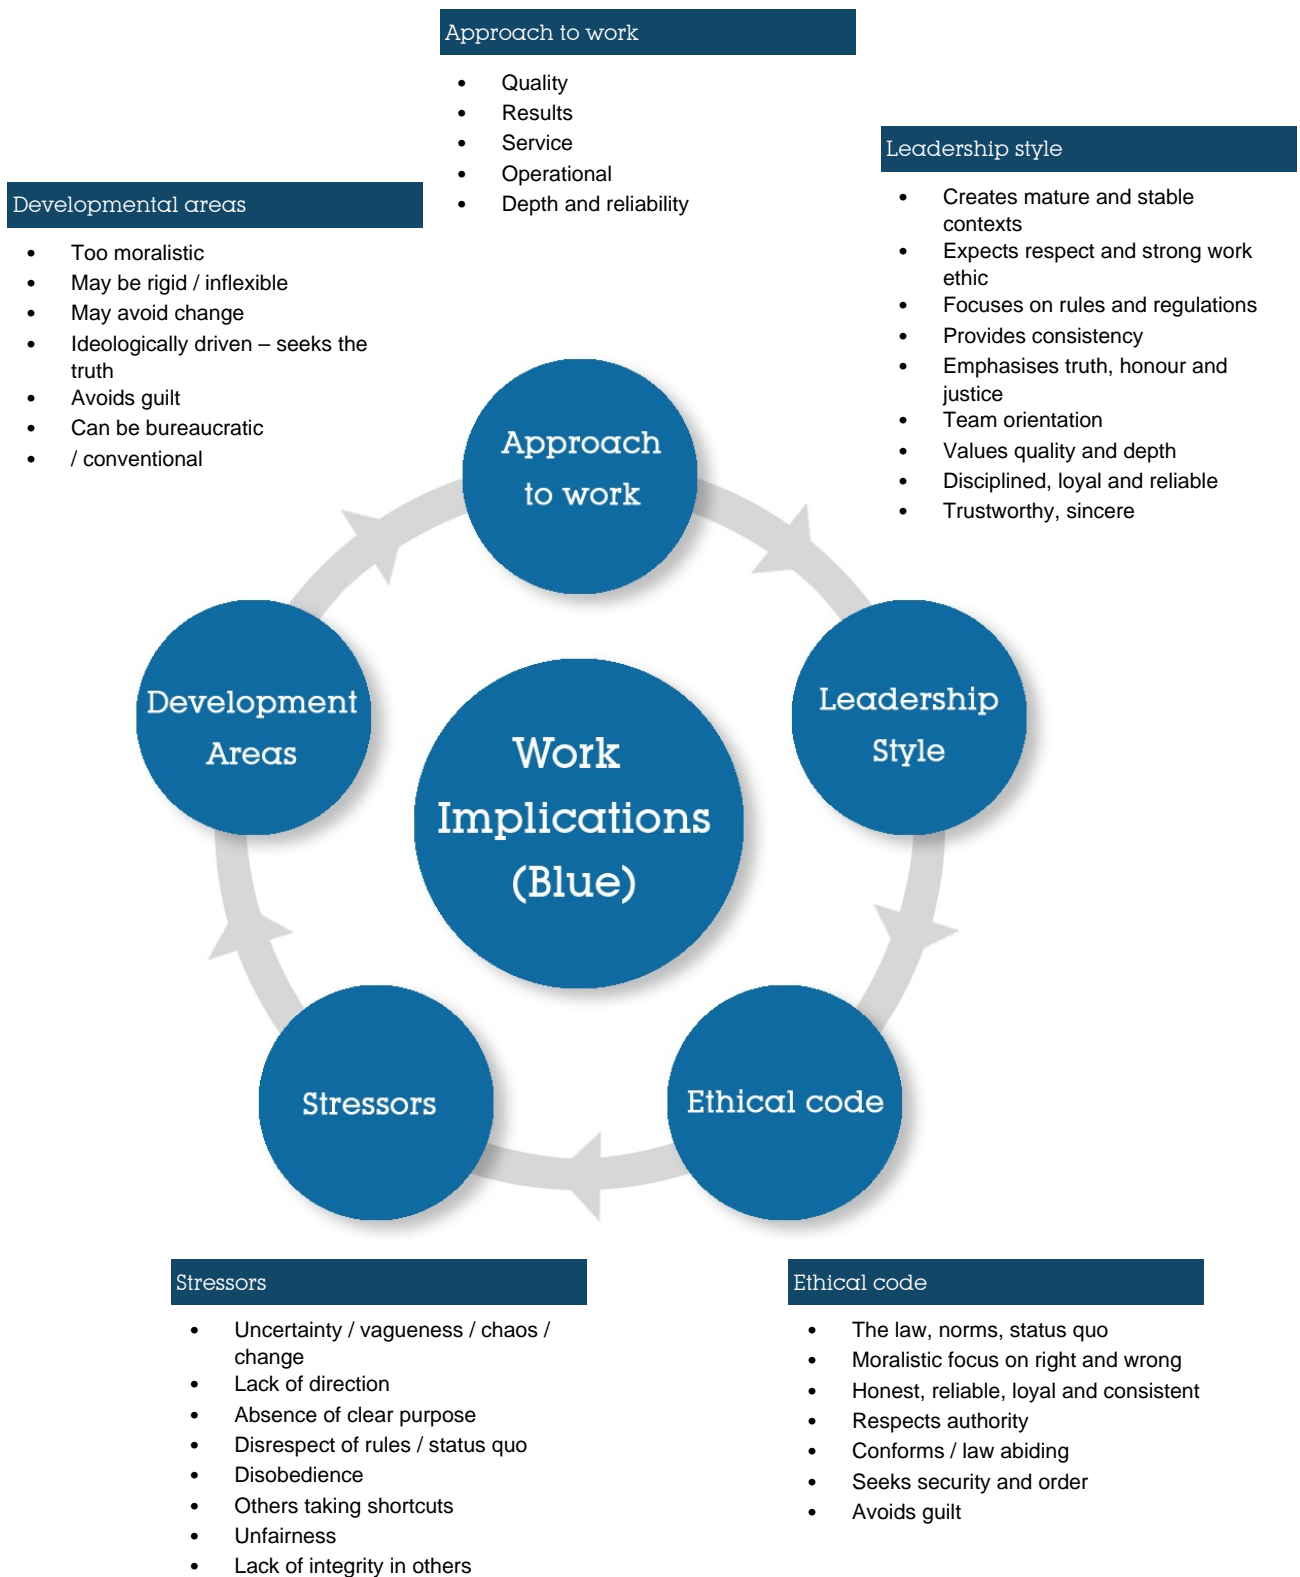 Approach to work
• Quality
• Results
• Service
• Operational
• Depth and reliability
Leadership style
• Creates mature and stable
contexts
• Expects respect and strong work
ethic
• Focuses on rules and regulations
• Provides consistency
• Emphasises truth, honour and
justice
• Team orientation
• Values quality and depth
• Disciplined, loyal and reliable
• Trustworthy, sincere
Developmental areas
• Too moralistic
• May be rigid / inflexible
• May avoid change
• Ideologically driven – seeks the
truth
• Avoids guilt
• Can be bureaucratic
• / conventional
Approach
to work
Leadership
Style
Development
Areas
Work
Implications
(Blue)
Stressors
Ethical code
Stressors
• Uncertainty / vagueness / chaos /
change
• Lack of direction
• Absence of clear purpose
• Disrespect of rules / status quo
• Disobedience
• Others taking shortcuts
• Unfairness
• Lack of integrity in others
Ethical code
• The law, norms, status quo
• Moralistic focus on right and wrong
• Honest, reliable, loyal and consistent
• Respects authority
• Conforms / law abiding
• Seeks security and order
• Avoids guilt